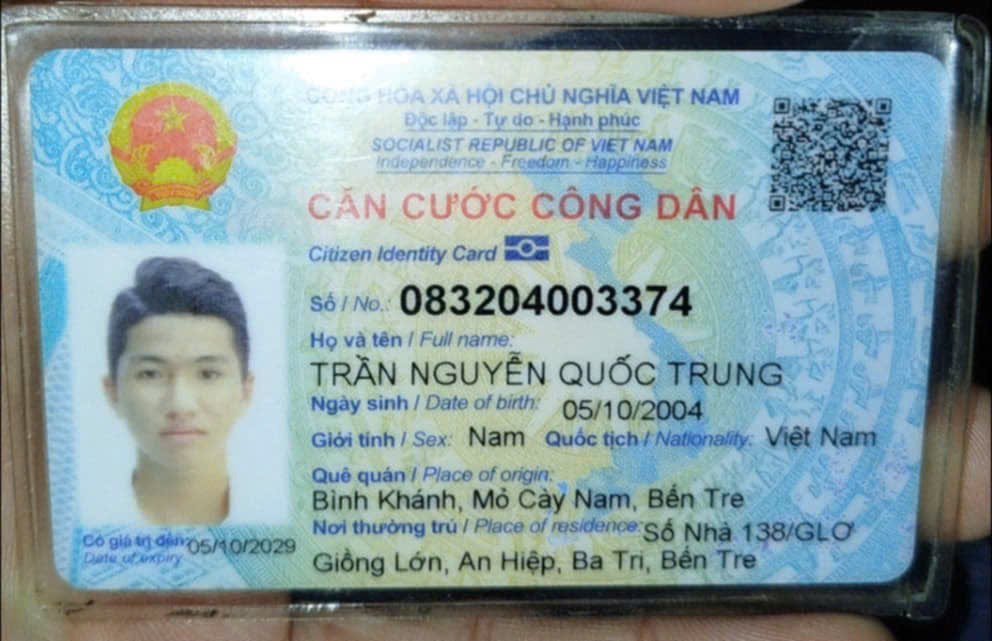 CỘNG HÒA XÃ HỘI CHỦ NGHĨA VIỆT NAM
Độc lập - Tự do - Hạnh phúc
SOCIALIST REPUBLIC OF VIET NAM
Independence - Freedom - Happiness
CĂN CƯỚC CÔNG DÂN
Citizen Identity Card
Số / No.: 083204003374
Họ và tên / Full name:
TRẦN NGUYỄN QUỐC TRUNG
Ngày sinh / Date of birth: 05/10/2004
Giới tính / Sex: Nam Quốc tịch / Nationality: Việt Nam
Quê quán / Place of origin:
Bình Khánh, Mỏ Cày Nam, Bến Tre
Nơi thường trú / Place of residence: Số Nhà 138/GLƠ
Giồng Lớn, An Hiệp, Ba Tri, Bến Tre
Có giá trị đến: 05/10/2029
Date of expiry